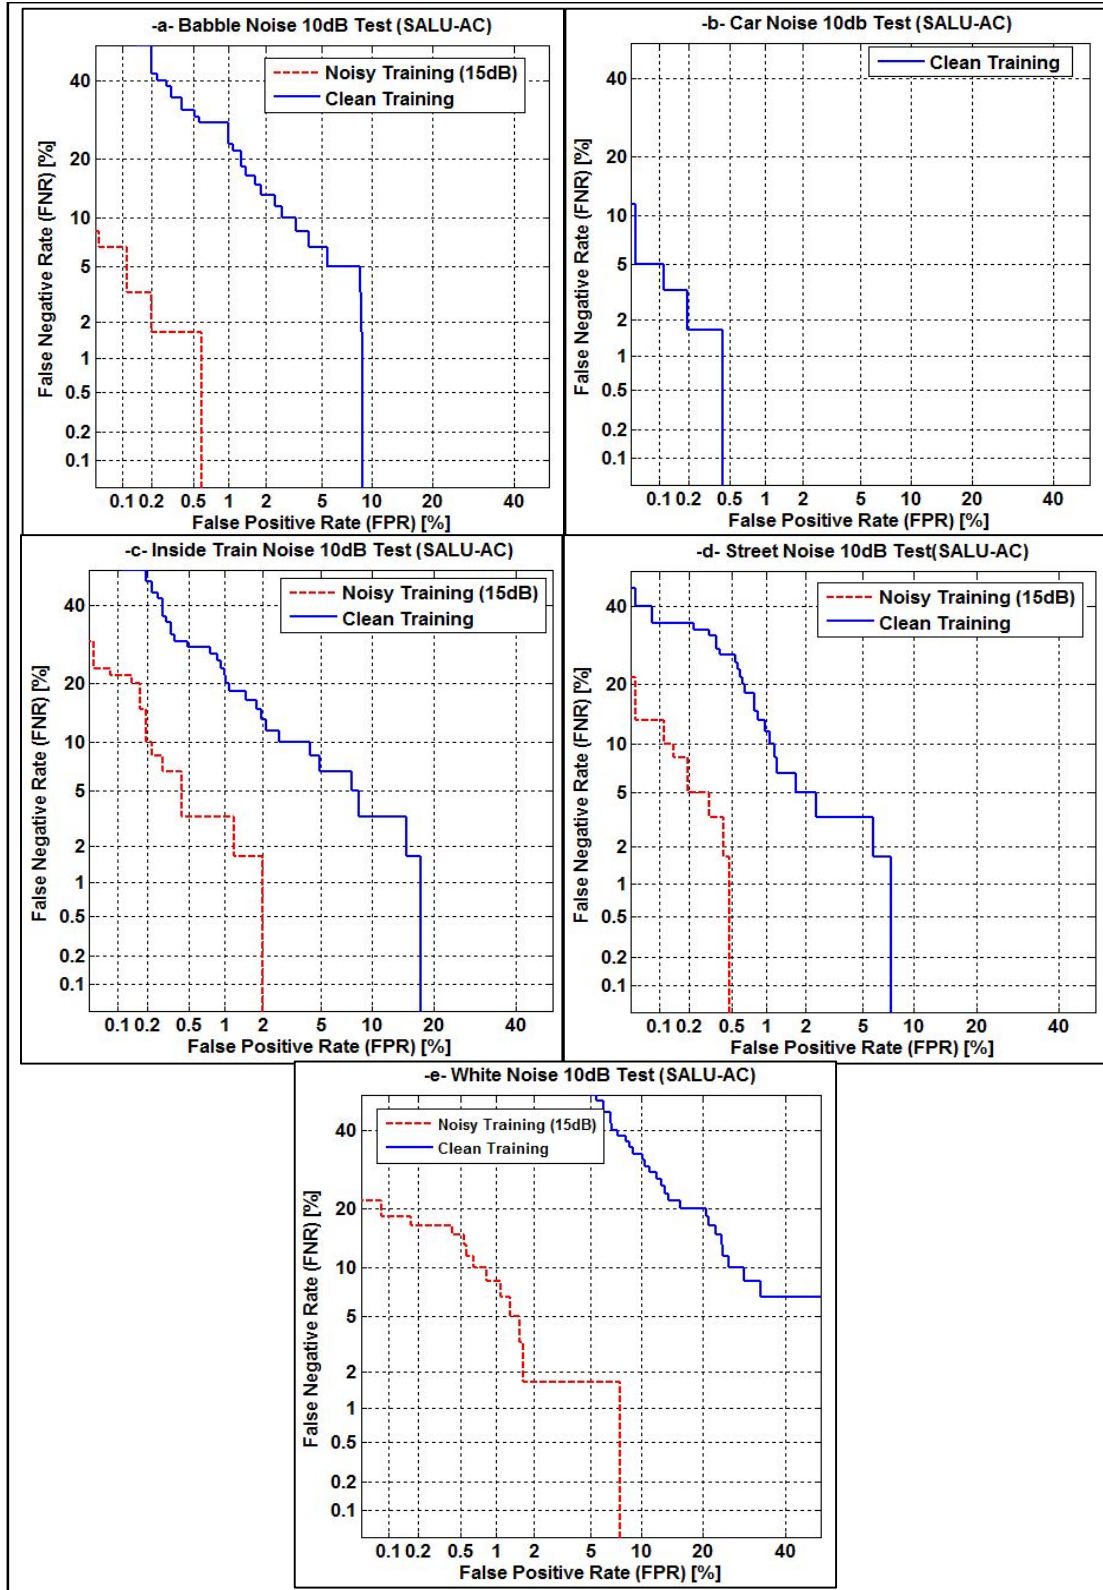 -a- Babble Noise 10dB Test (SALU-AC)
Noisy Training (15dB)
Clean Training
False Negative Rate (FNR) [%]
40
20
10
5
2
1
0.5
0.2
0.1
0.1 0.2 0.5 1 2 5 10 20 40
False Positive Rate (FPR) [%]
-b- Car Noise 10db Test (SALU-AC)
Clean Training
False Negative Rate (FNR) [%]
40
20
10
5
2
1
0.5
0.2
0.1
0.1 0.2 0.5 1 2 5 10 20 40
False Positive Rate (FPR) [%]
-c- Inside Train Noise 10dB Test (SALU-AC)
Noisy Training (15dB)
Clean Training
False Negative Rate (FNR) [%]
40
20
10
5
2
1
0.5
0.2
0.1
0.1 0.2 0.5 1 2 5 10 20 40
False Positive Rate (FPR) [%]
-d- Street Noise 10dB Test(SALU-AC)
Noisy Training (15dB)
Clean Training
False Negative Rate (FNR) [%]
40
20
10
5
2
1
0.5
0.2
0.1
0.1 0.2 0.5 1 2 5 10 20 40
False Positive Rate (FPR) [%]
-e- White Noise 10dB Test (SALU-AC)
Noisy Training (15dB)
Clean Training
False Negative Rate (FNR) [%]
40
20
10
5
2
1
0.5
0.2
0.1
0.1 0.2 0.5 1 2 5 10 20 40
False Positive Rate (FPR) [%]